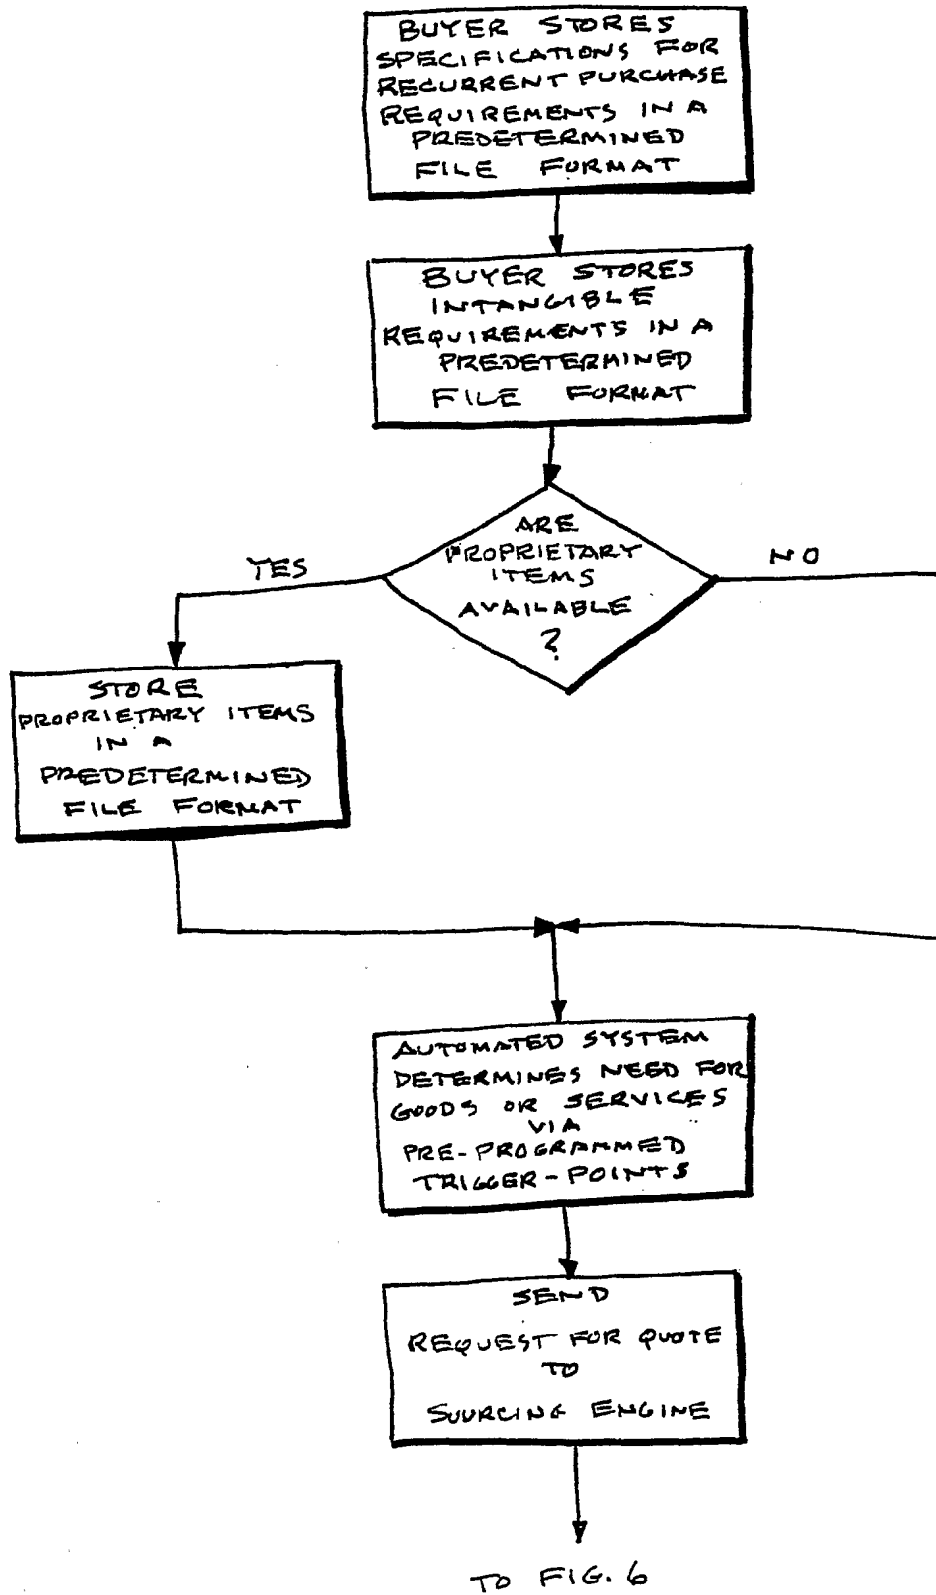 BUYER STORES
SPECIFICATIONS FOR
RECURRENT PURCHASE
REQUIREMENTS IN A
PREDETERMINED
FILE FORMAT
BUYER STORES
INTANGIBLE
REQUIREMENTS IN A
PREDETERMINED
FILE FORMAT
ARE
PROPRIETARY
ITEMS
AVAILABLE
?
YES
NO
STORE
PROPRIETARY ITEMS
IN A
PREDETERMINED
FILE FORMAT
AUTOMATED SYSTEM
DETERMINES NEED FOR
GOODS OR SERVICES
VIA
PRE-PROGRAMMED
TRIGGER-POINTS
SEND
REQUEST FOR QUOTE
TO
SOURCING ENGINE
TO FIG. 6